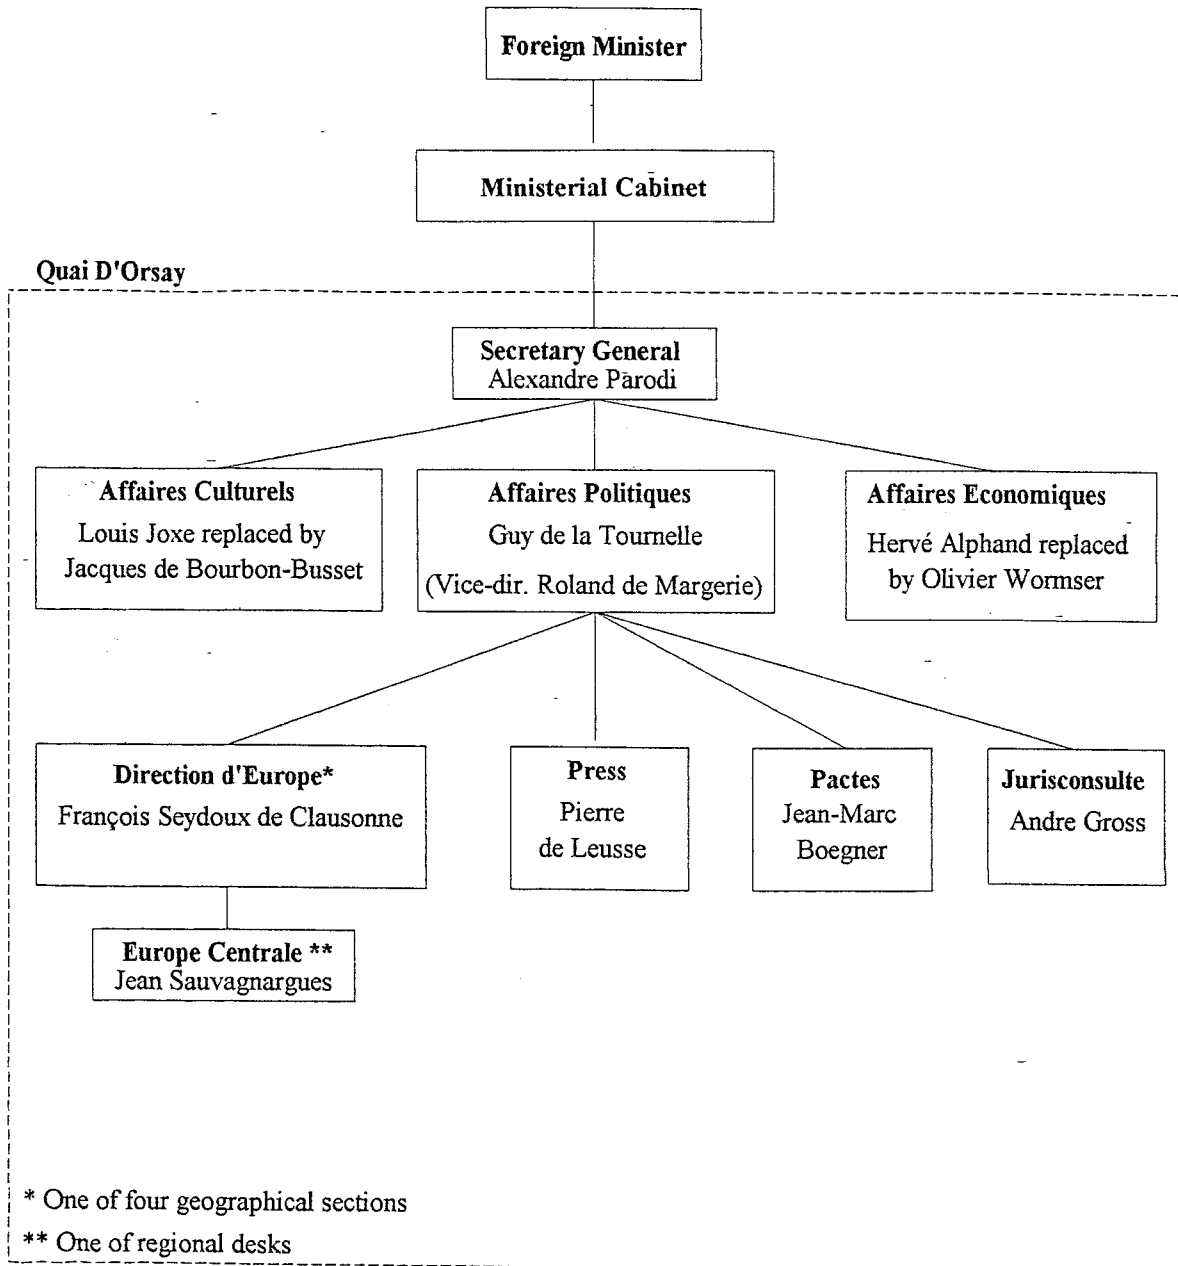 Foreign Minister
Ministerial Cabinet
Quai D'Orsay
Secretary General
Alexandre Parodi
Affaires Culturels
Louis Joxe replaced by
Jacques de Bourbon-Busset
Affaires Politiques
Guy de la Tournelle
(Vice-dir. Roland de Margerie)
Affaires Economiques
Hervé Alphand replaced
by Olivier Wormser
Direction d'Europe*
François Seydoux de Clausonne
Press
Pierre
de Leusse
Pactes
Jean-Marc
Boegner
Jurisconsulte
Andre Gross
Europe Centrale **
Jean Sauvagnargues
* One of four geographical sections
** One of regional desks